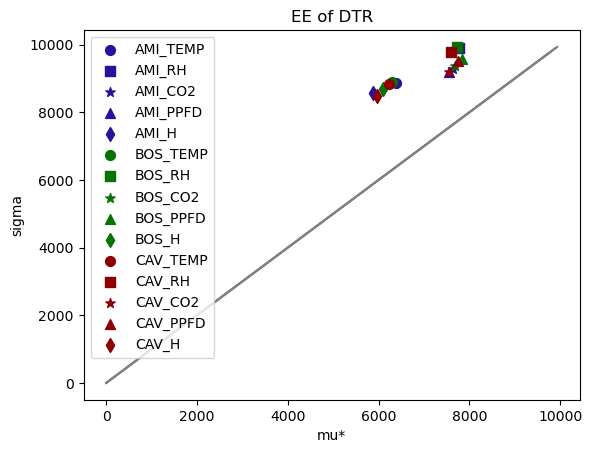 EE of DTR
10000
8000
6000
4000
2000
0
sigma
AMI_TEMP
AMI_RH
AMI_CO2
AMI_PPFD
AMI_H
BOS_TEMP
BOS_RH
BOS_CO2
BOS_PPFD
BOS_H
CAV_TEMP
CAV_RH
CAV_CO2
CAV_PPFD
CAV_H
0 2000 4000 6000 8000 10000
mu*